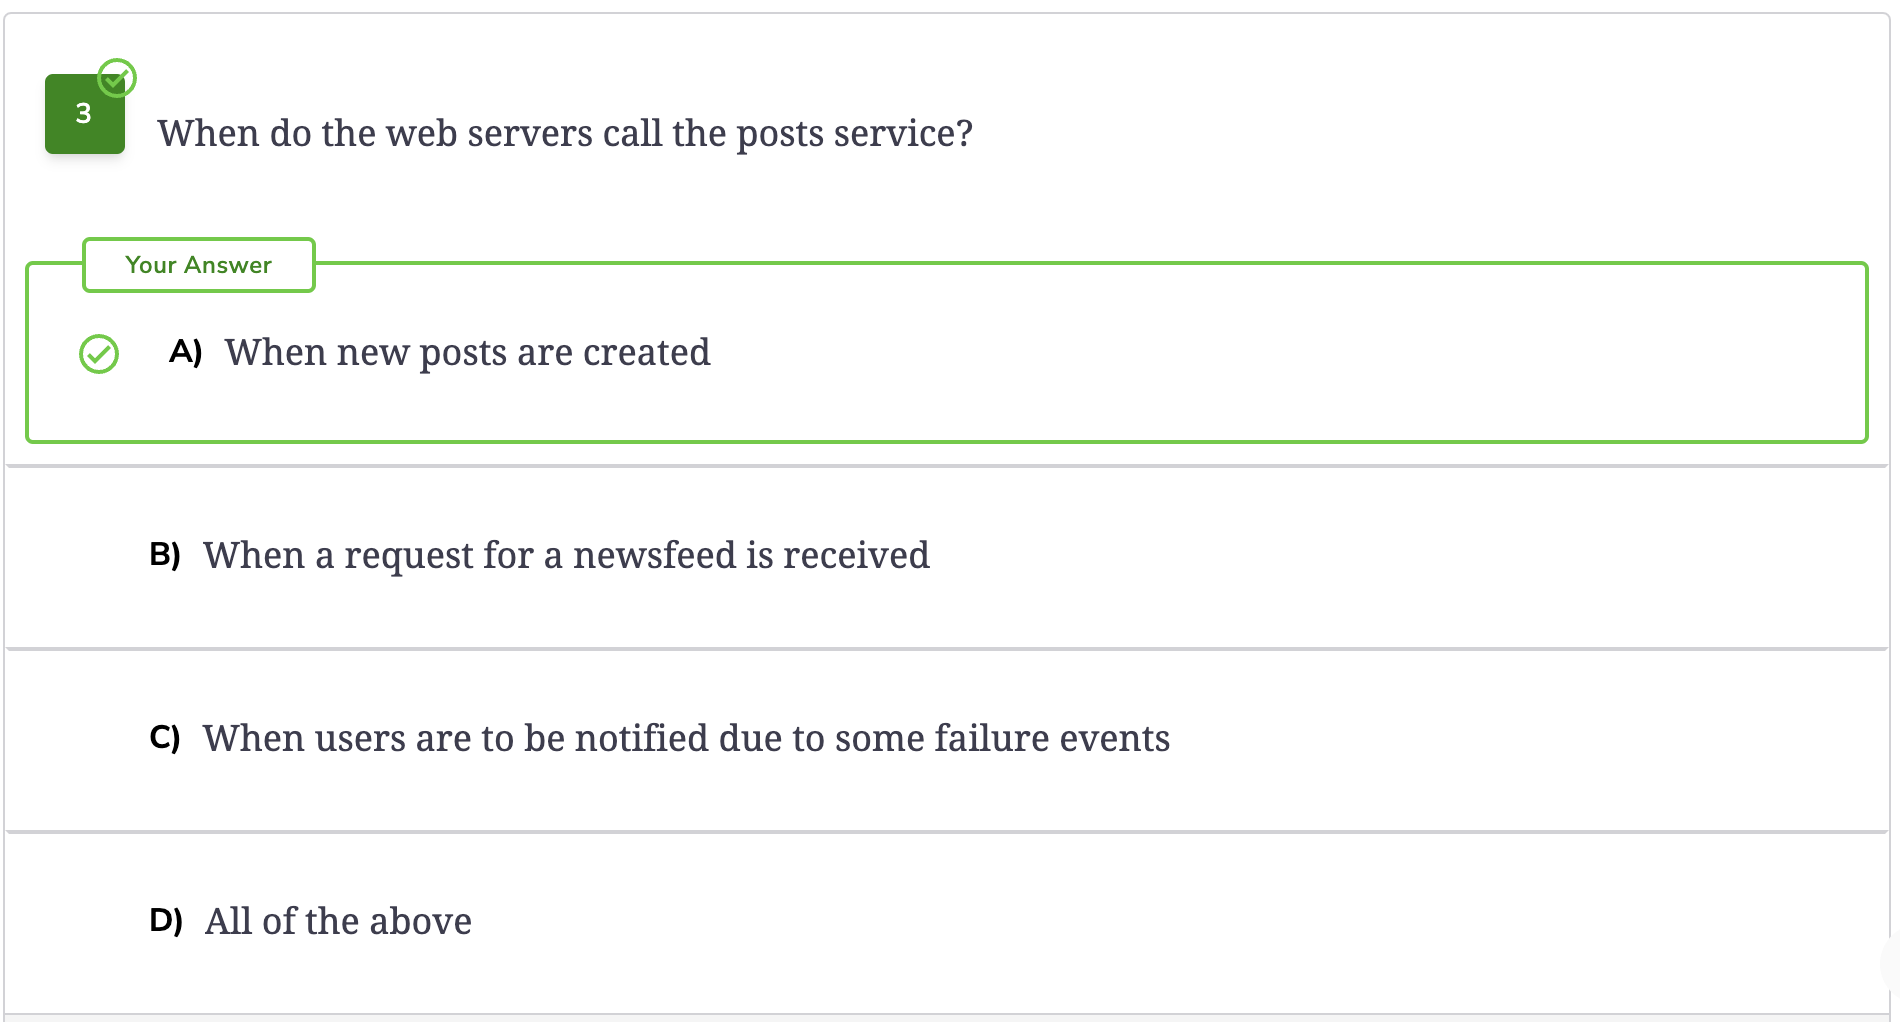 3
When do the web servers call the posts service?
Your Answer
A) When new posts are created
B) When a request for a newsfeed is received
C) When users are to be notified due to some failure events
D) All of the above